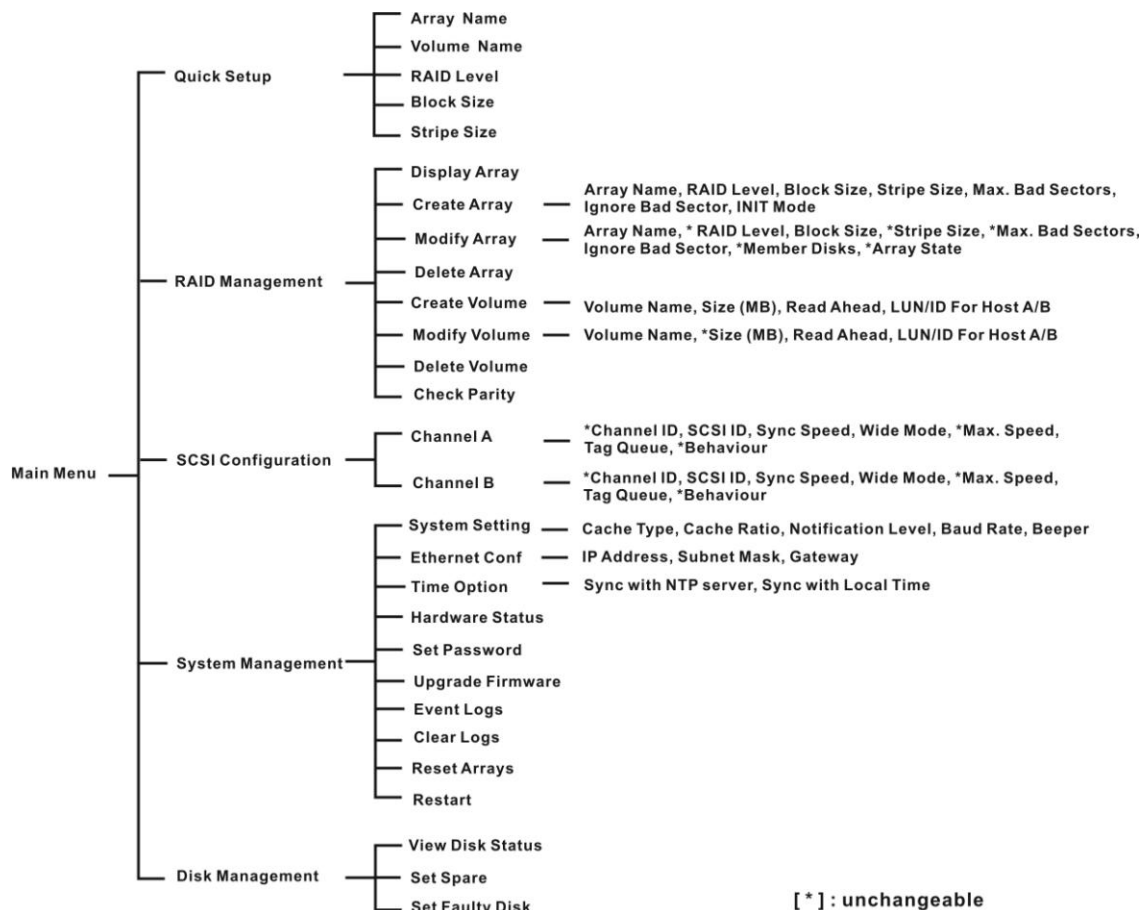 Main Menu
Quick Setup
Array Name
Volume Name
RAID Level
Block Size
Stripe Size
RAID Management
Display Array
Create Array
Array Name, RAID Level, Block Size, Stripe Size, Max. Bad Sectors,
Ignore Bad Sector, INIT Mode
Modify Array
Array Name, * RAID Level, Block Size, *Stripe Size, *Max. Bad Sectors,
Ignore Bad Sector, *Member Disks, *Array State
Delete Array
Create Volume
Volume Name, Size (MB), Read Ahead, LUN/ID For Host A/B
Modify Volume
Volume Name, *Size (MB), Read Ahead, LUN/ID For Host A/B
Delete Volume
Check Parity
SCSI Configuration
Channel A
*Channel ID, SCSI ID, Sync Speed, Wide Mode, *Max. Speed,
Tag Queue, *Behaviour
Channel B
*Channel ID, SCSI ID, Sync Speed, Wide Mode, *Max. Speed,
Tag Queue, *Behaviour
System Management
System Setting
Cache Type, Cache Ratio, Notification Level, Baud Rate, Beeper
Ethernet Conf
IP Address, Subnet Mask, Gateway
Time Option
Sync with NTP server, Sync with Local Time
Hardware Status
Set Password
Upgrade Firmware
Event Logs
Clear Logs
Reset Arrays
Restart
Disk Management
View Disk Status
Set Spare
Set Faulty Disk
[ * ] : unchangeable